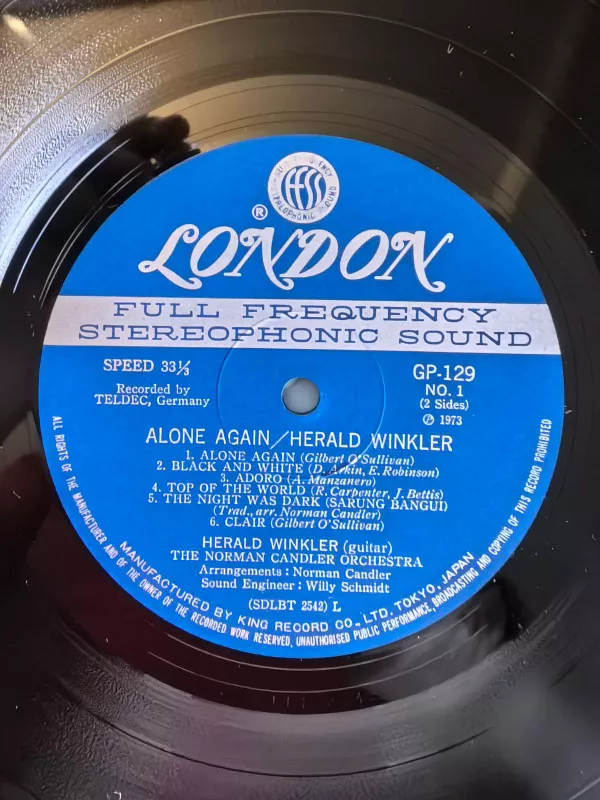 FULL FREQUENCY
FFSS
STEREOPHONIC SOUND
®
LONDON
FULL FREQUENCY
STEREOPHONIC SOUND
SPEED 33⅓
GP-129
NO. 1
(2 Sides)
Recorded by
TELDEC, Germany
℗ 1973
ALONE AGAIN/HERALD WINKLER
1. ALONE AGAIN (Gilbert O'Sullivan)
2. BLACK AND WHITE (D. Arkin, E. Robinson)
3. ADORO (A. Manzanero)
4. TOP OF THE WORLD (R. Carpenter, J. Bettis)
5. THE NIGHT WAS DARK (SARUNG BANGUI)
(Trad., arr. Norman Candler)
6. CLAIR (Gilbert O'Sullivan)
HERALD WINKLER (guitar)
THE NORMAN CANDLER ORCHESTRA
Arrangements : Norman Candler
Sound Engineer : Willy Schmidt
(SDLBT 2542) L
MANUFACTURED BY KING RECORD CO., LTD. TOKYO, JAPAN
ALL RIGHTS OF THE MANUFACTURER AND OF THE OWNER OF THE RECORDED WORK RESERVED, UNAUTHORISED PUBLIC PERFORMANCE, BROADCASTING AND COPYING OF THIS RECORD PROHIBITED